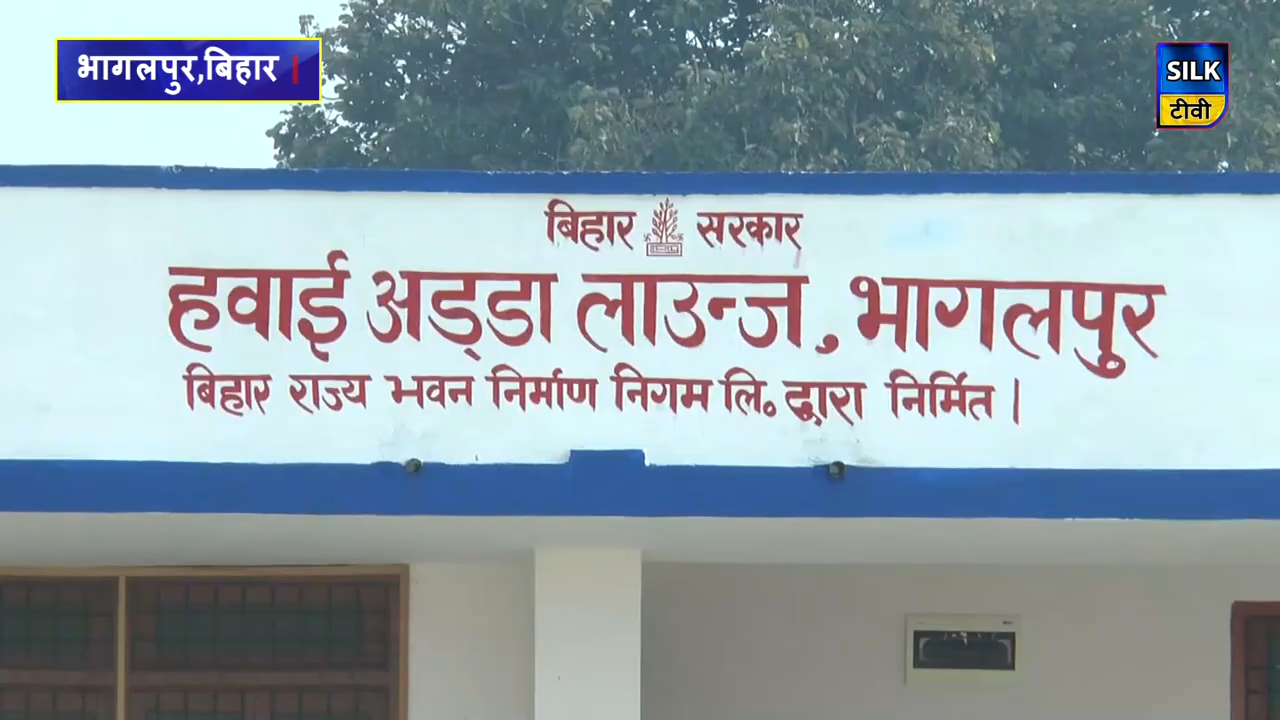 भागलपुर,बिहार
SILK
टीवी
बिहार सरकार
हवाई अड्डा लाउन्ज, भागलपुर
बिहार राज्य भवन निर्माण निगम लि० द्वारा निर्मित।